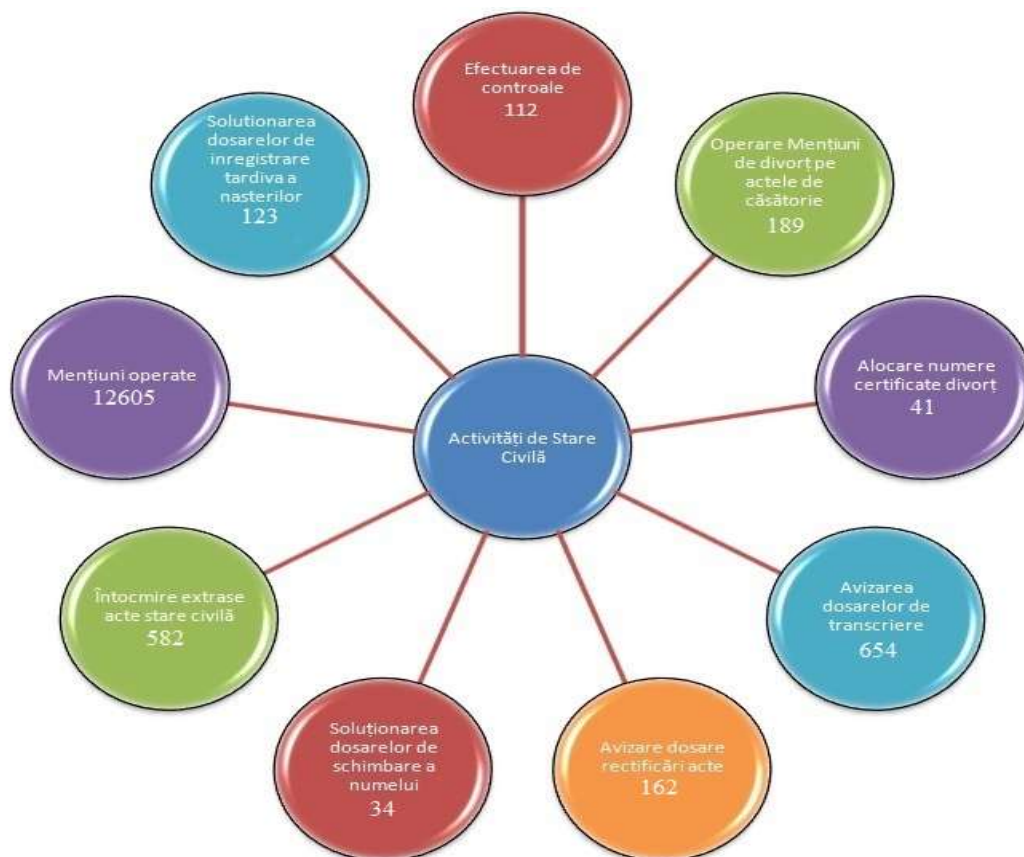 Efectuarea de
controale
112
Operare Mențiuni
de divorț pe
actele de
căsătorie
189
Alocare numere
certificate divorț
41
Avizarea
dosarelor de
transcriere
654
Avizare dosare
rectificări acte
162
Soluționarea
dosarelor de
schimbare a
numelui
34
Întocmire extrase
acte stare civilă
582
Mențiuni operate
12605
Solutionarea
dosarelor de
inregistrare
tardiva a
nasterilor
123
Activități de Stare
Civilă